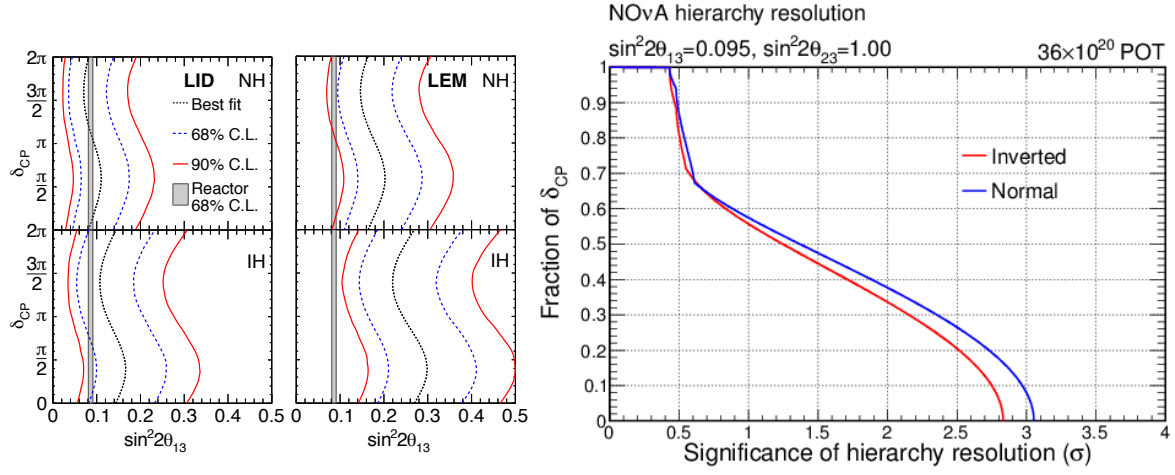 2π
3π
2
π
δCP
π
2
LID NH
Best fit
68% C.L.
90% C.L.
Reactor
68% C.L.
LEM NH
2π
3π
2
π
δCP
π
2
0
IH
IH
0 0.1 0.2 0.3 0.4 0.5
sin²2θ₁₃
0.1 0.2 0.3 0.4 0.5
sin²2θ₁₃
NOνA hierarchy resolution
sin²2θ₁₃=0.095, sin²2θ₂₃=1.00 36×10²⁰ POT
1
0.9
0.8
0.7
0.6
0.5
0.4
0.3
0.2
0.1
0
Fraction of δCP
Inverted
Normal
0 0.5 1 1.5 2 2.5 3 3.5 4
Significance of hierarchy resolution (σ)